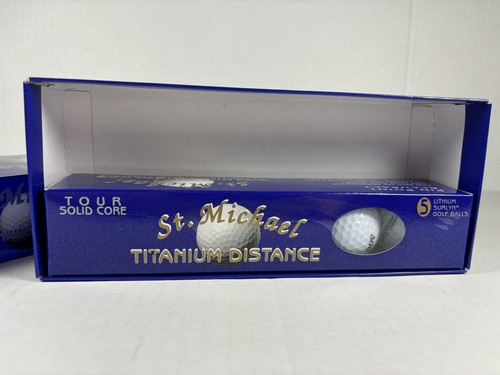 TOUR
SOLID CORE
St. Michael
TITANIUM DISTANCE
5 LITHIUM
SURLYN®
GOLF BALLS